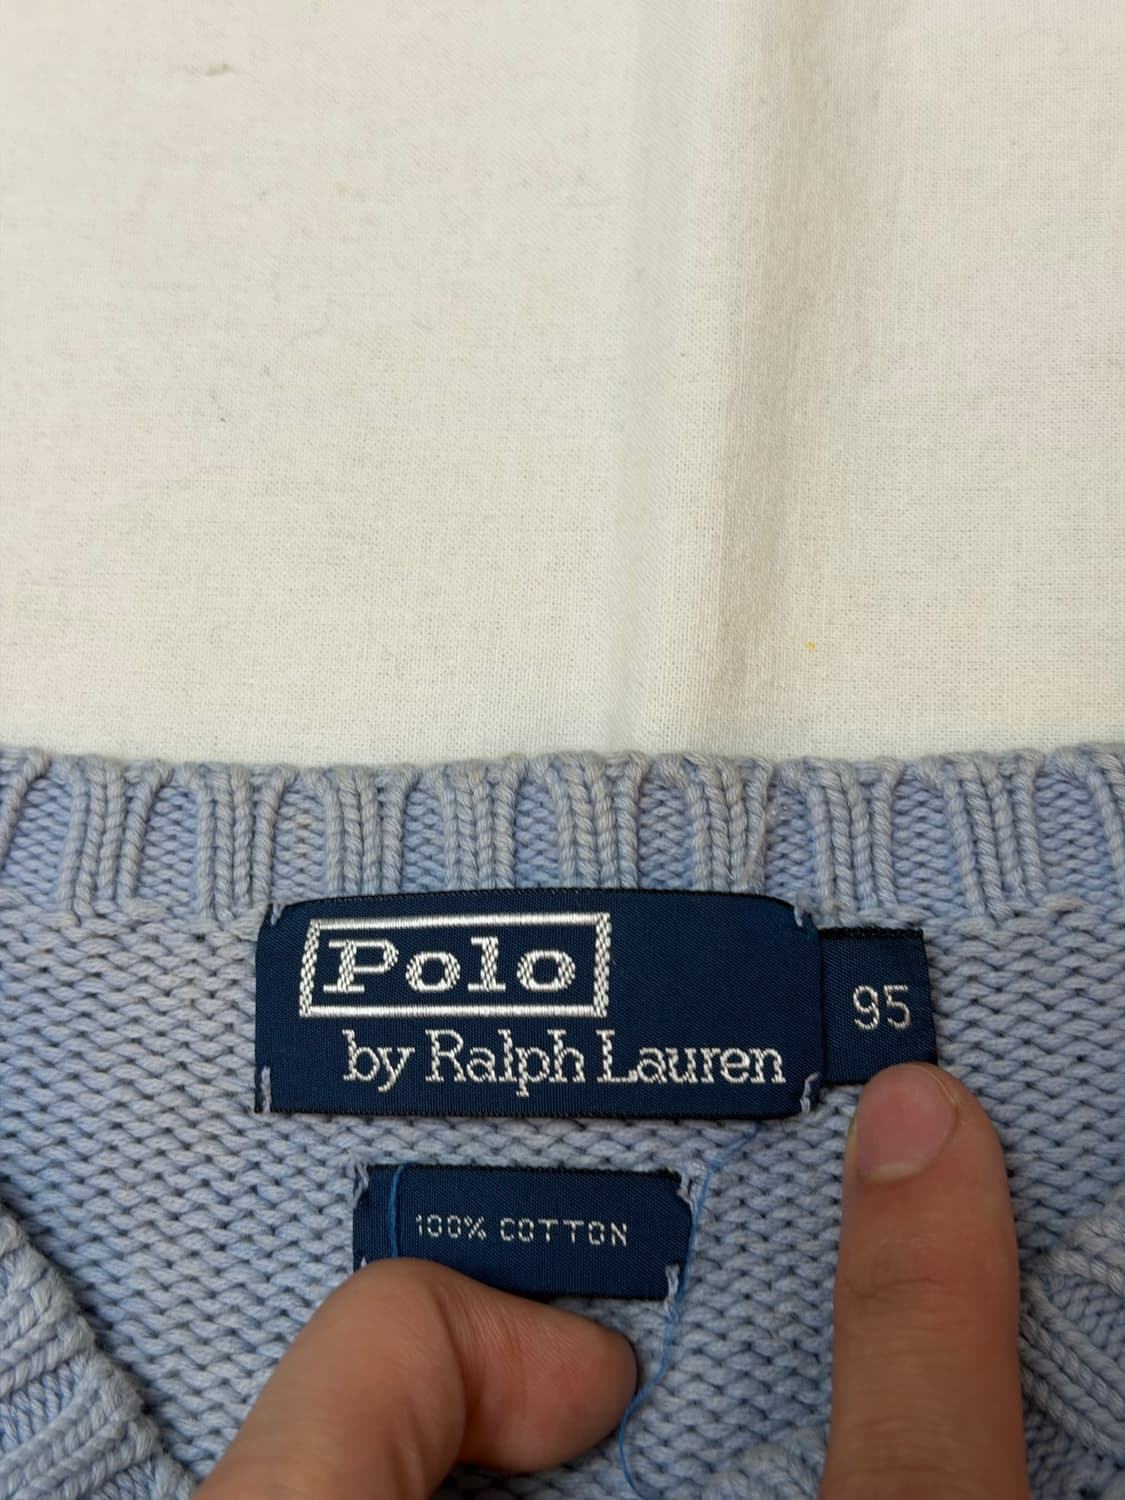 Polo
by Ralph Lauren
95
100% COTTON